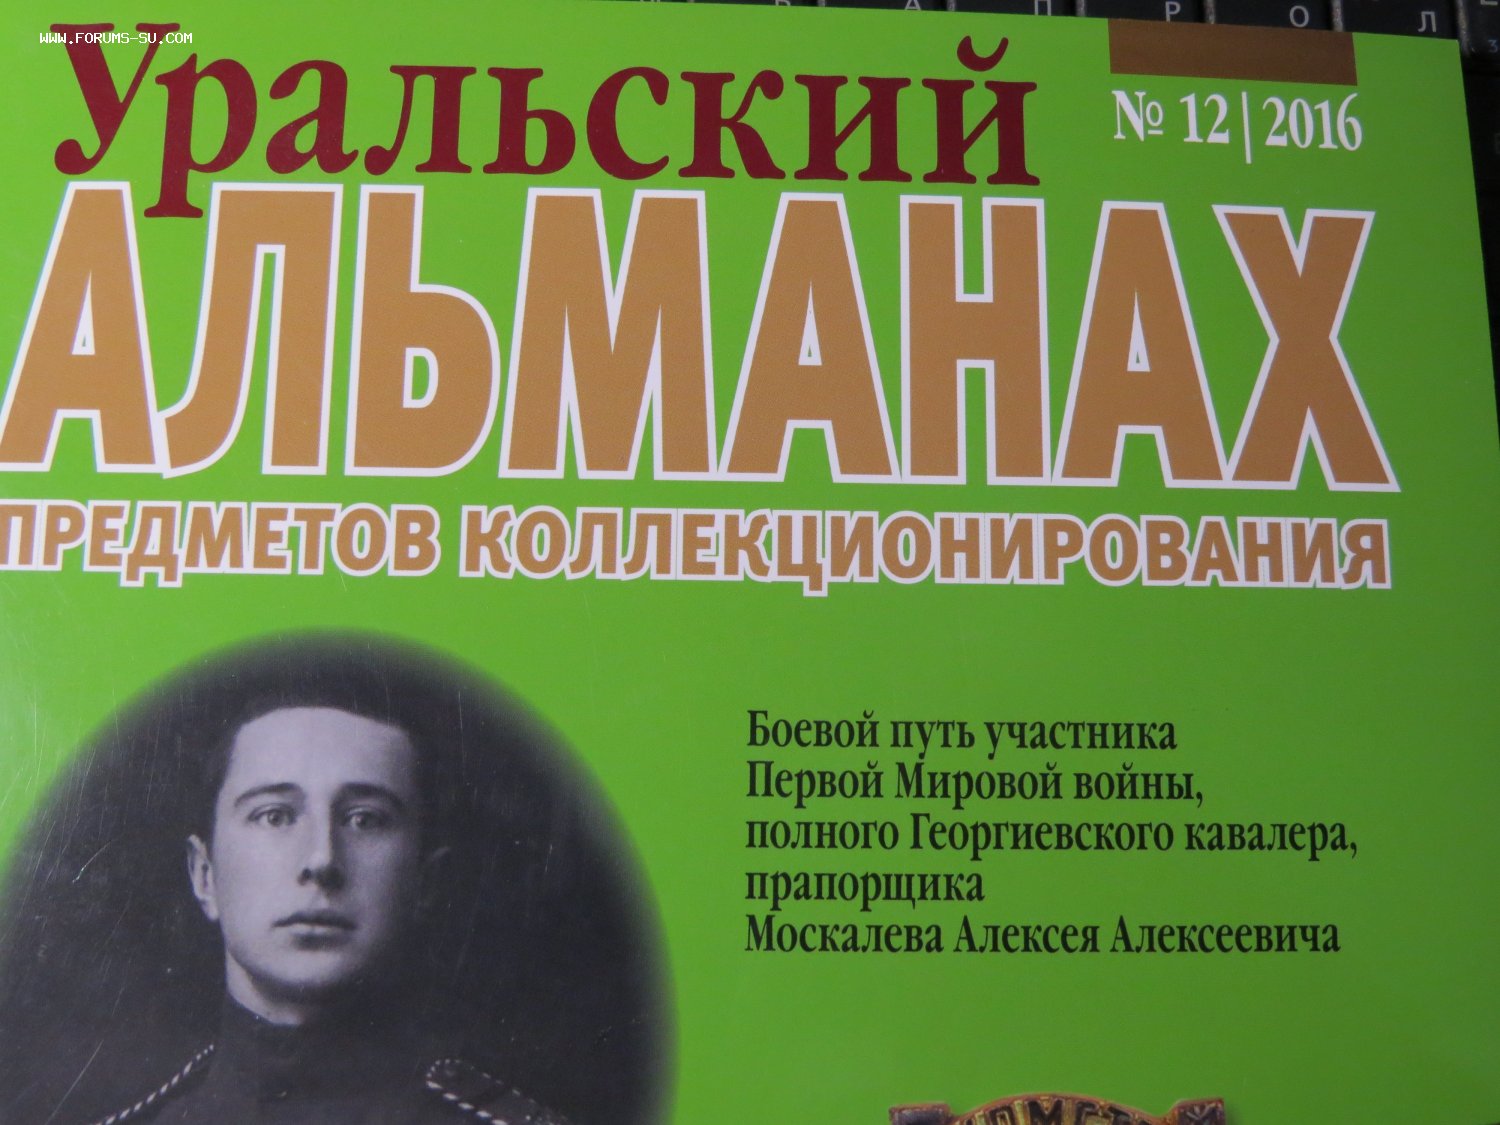 WWW.FORUMS-SU.COM
А П Р О Л
Уральский
№ 12 | 2016
АЛЬМАНАХ
ПРЕДМЕТОВ КОЛЛЕКЦИОНИРОВАНИЯ
Боевой путь участника
Первой Мировой войны,
полного Георгиевского кавалера,
прапорщика
Москалева Алексея Алексеевича